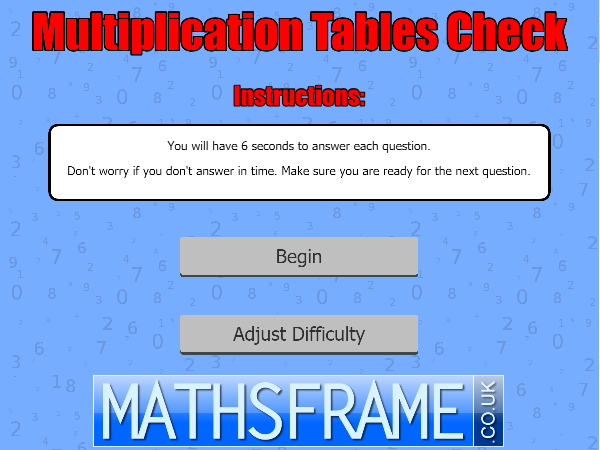 Multiplication Tables Check
Instructions:
You will have 6 seconds to answer each question.
Don't worry if you don't answer in time. Make sure you are ready for the next question.
Begin
Adjust Difficulty
MATHSFRAME .CO.UK